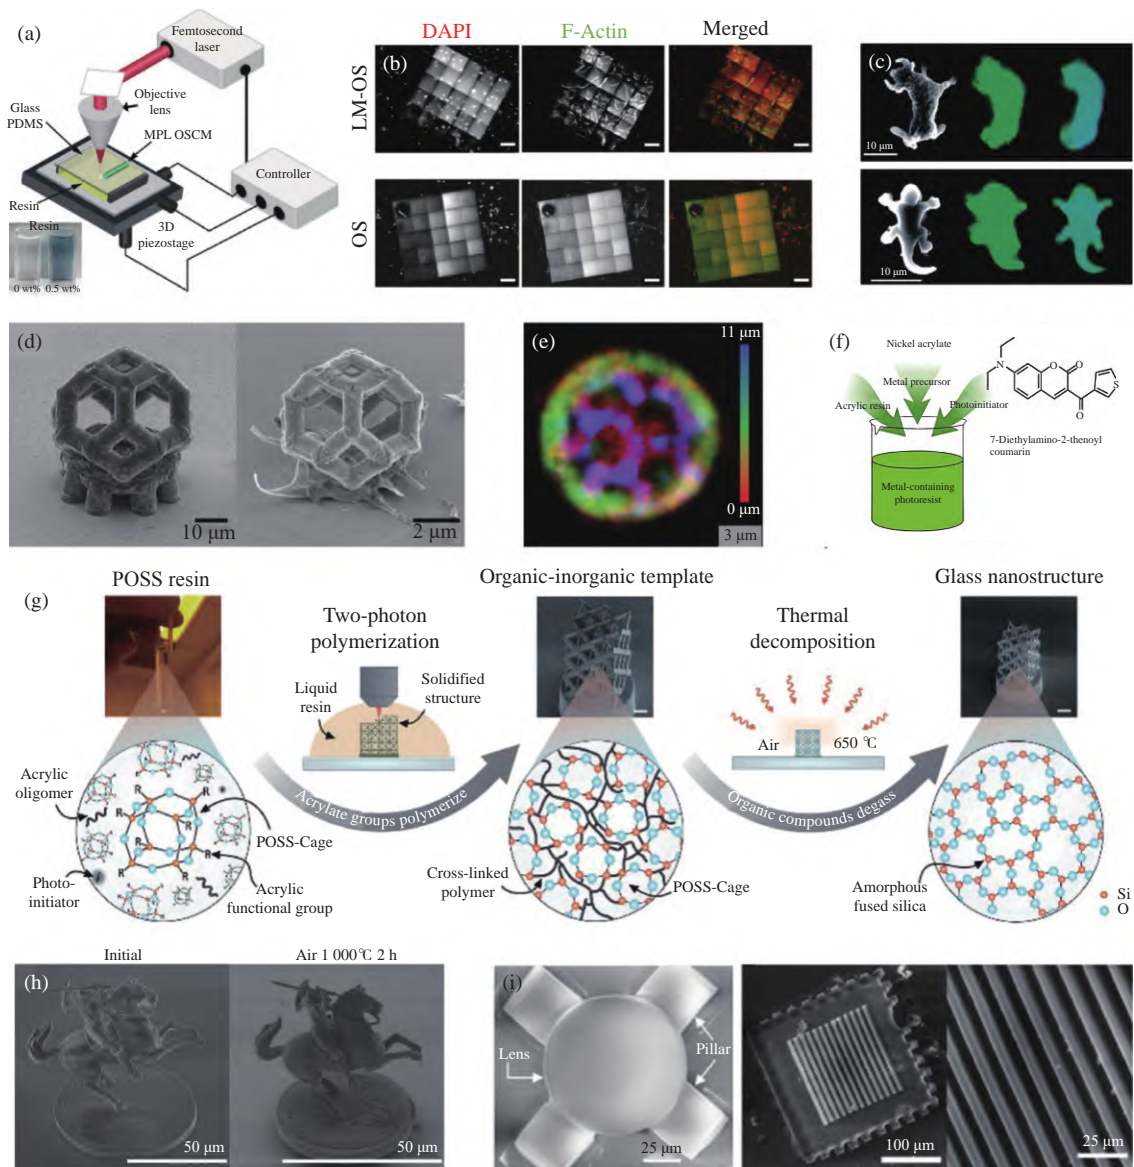 (a)
Femtosecond
laser
Objective
lens
Glass
PDMS
MPL OSCM
Controller
Resin
Resin
3D
piezostage
0 wt%
0.5 wt%
DAPI
F-Actin
Merged
(b)
LM-OS
OS
(c)
10 μm
10 μm
(d)
10 μm
2 μm
(e)
11 μm
0 μm
3 μm
(f)
Nickel acrylate
Metal precursor
Acrylic resin
Photoinitiator
Metal-containing
photoresist
N
O
O
O
S
7-Diethylamino-2-thenoyl
coumarin
(g)
POSS resin
Organic-inorganic template
Glass nanostructure
Two-photon
polymerization
Thermal
decomposition
Liquid
resin
Solidified
structure
Air
650 ℃
Acrylate groups polymerize
Organic compounds degass
Acrylic
oligomer
R
R
R
R
R
R
POSS-Cage
Photo-
initiator
Acrylic
functional group
Cross-linked
polymer
POSS-Cage
Amorphous
fused silica
Si
O
(h)
Initial
Air 1 000℃ 2 h
50 μm
50 μm
(i)
Lens
Pillar
25 μm
100 μm
25 μm